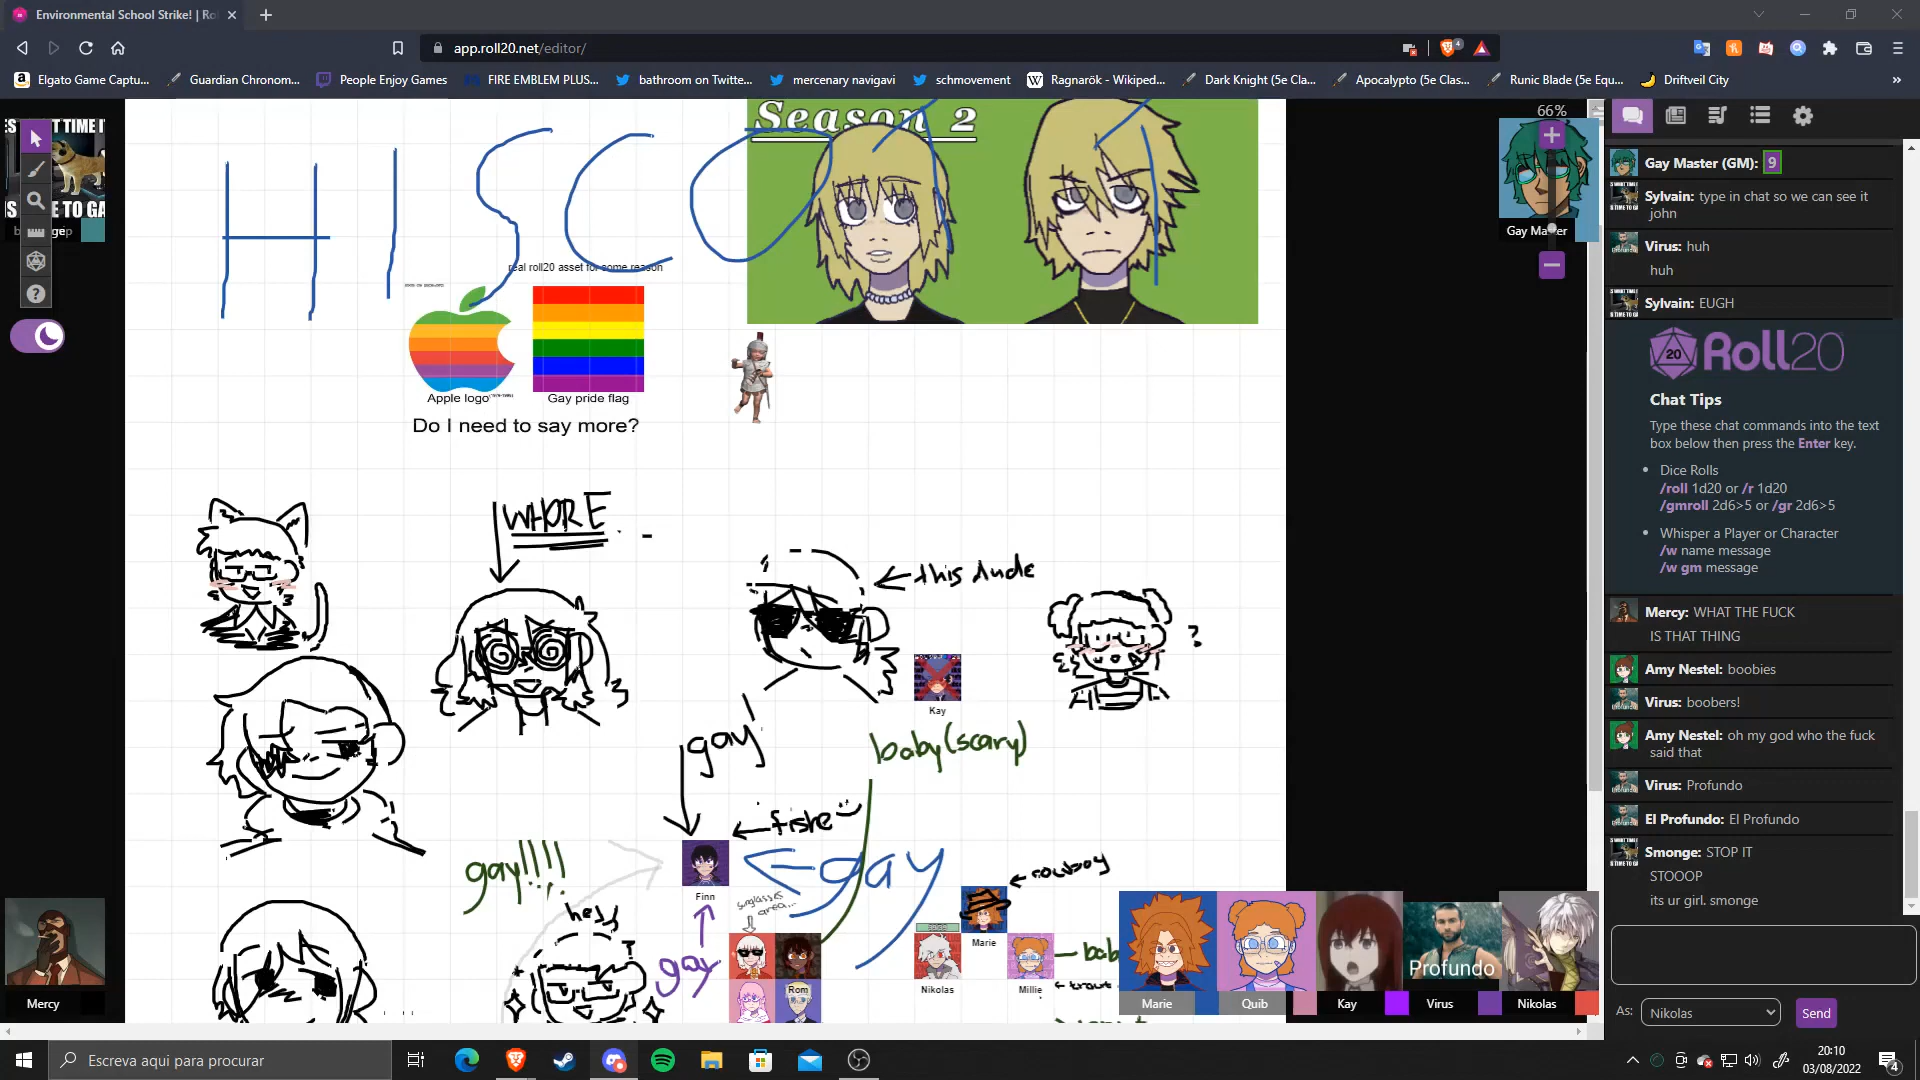 Environmental School Strike! | Rol
app.roll20.net/editor/
Elgato Game Captu...
Guardian Chronom...
People Enjoy Games
FIRE EMBLEM PLUS...
bathroom on Twitte...
mercenary navigavi
schmovement
Ragnarök - Wikiped...
Dark Knight (5e Cla...
Apocalypto (5e Clas...
Runic Blade (5e Equ...
Driftveil City
»
Season 2
HISCO
real roll20 asset for some reason
Apple logo
Gay pride flag
Do I need to say more?
66%
Gay Master
WHORE
this dude
?
Kay
gay
baby(scary)
fishe
gay!!!!
gay
Finn
sunglasses
area...
cowboy
Marie
gay
Rom
Nikolas
Millie
Mercy
Marie
Quib
Kay
Profundo
Virus
Nikolas
Gay Master (GM): 9
Sylvain: type in chat so we can see it
john
Virus: huh
huh
Sylvain: EUGH
20
Roll20
Chat Tips
Type these chat commands into the text
box below then press the Enter key.
• Dice Rolls
/roll 1d20 or /r 1d20
/gmroll 2d6>5 or /gr 2d6>5
• Whisper a Player or Character
/w name message
/w gm message
Mercy: WHAT THE FUCK
IS THAT THING
Amy Nestel: boobies
Virus: boobers!
Amy Nestel: oh my god who the fuck
said that
Virus: Profundo
El Profundo: El Profundo
Smonge: STOP IT
STOOOP
its ur girl. smonge
As:
Nikolas
Send
Escreva aqui para procurar
20:10
03/08/2022
4